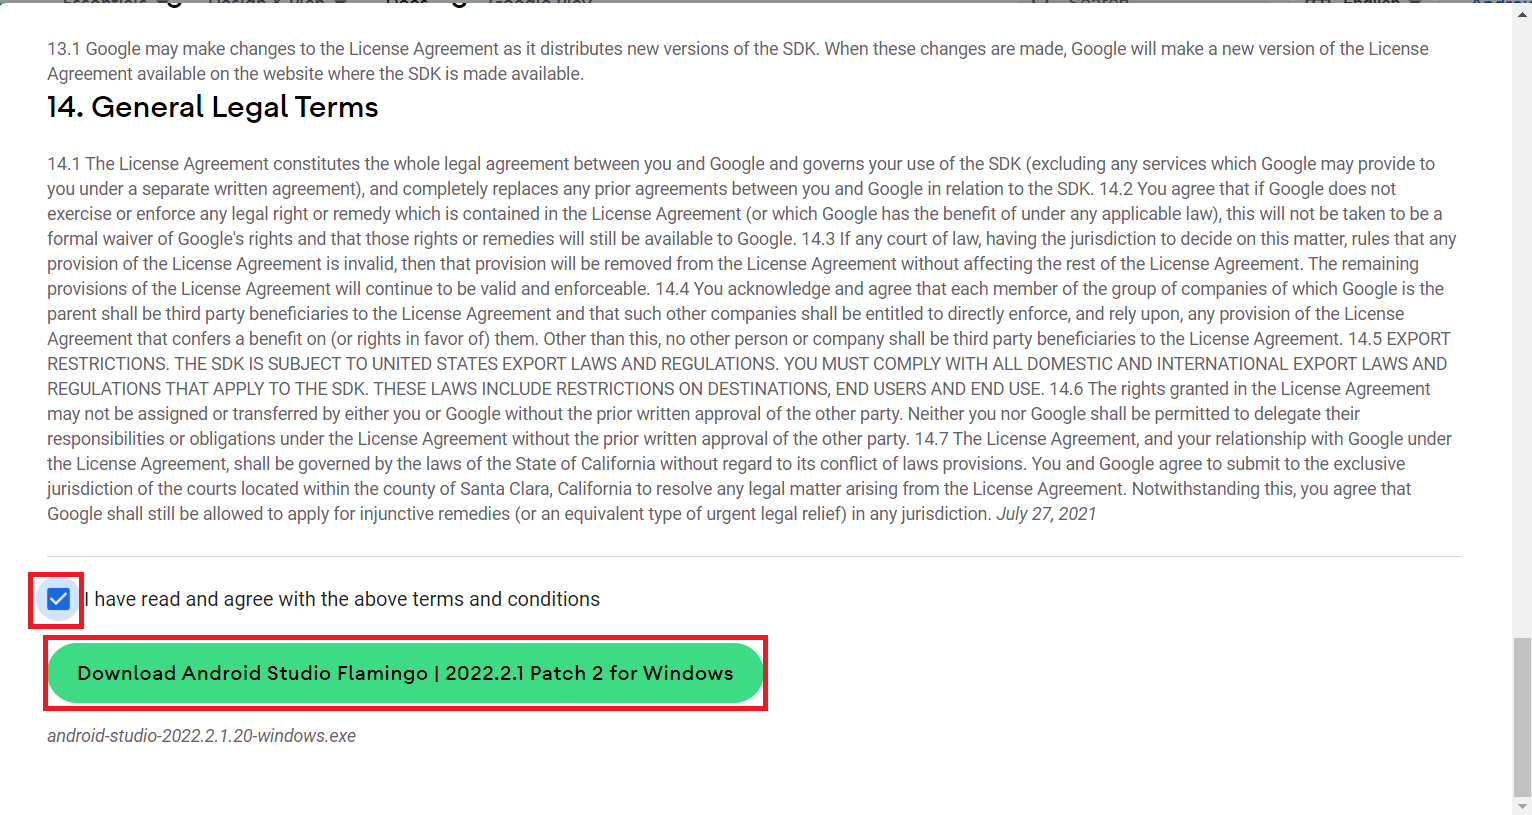 13.1 Google may make changes to the License Agreement as it distributes new versions of the SDK. When these changes are made, Google will make a new version of the License
Agreement available on the website where the SDK is made available.
14. General Legal Terms
14.1 The License Agreement constitutes the whole legal agreement between you and Google and governs your use of the SDK (excluding any services which Google may provide to
you under a separate written agreement), and completely replaces any prior agreements between you and Google in relation to the SDK. 14.2 You agree that if Google does not
exercise or enforce any legal right or remedy which is contained in the License Agreement (or which Google has the benefit of under any applicable law), this will not be taken to be a
formal waiver of Google's rights and that those rights or remedies will still be available to Google. 14.3 If any court of law, having the jurisdiction to decide on this matter, rules that any
provision of the License Agreement is invalid, then that provision will be removed from the License Agreement without affecting the rest of the License Agreement. The remaining
provisions of the License Agreement will continue to be valid and enforceable. 14.4 You acknowledge and agree that each member of the group of companies of which Google is the
parent shall be third party beneficiaries to the License Agreement and that such other companies shall be entitled to directly enforce, and rely upon, any provision of the License
Agreement that confers a benefit on (or rights in favor of) them. Other than this, no other person or company shall be third party beneficiaries to the License Agreement. 14.5 EXPORT
RESTRICTIONS. THE SDK IS SUBJECT TO UNITED STATES EXPORT LAWS AND REGULATIONS. YOU MUST COMPLY WITH ALL DOMESTIC AND INTERNATIONAL EXPORT LAWS AND
REGULATIONS THAT APPLY TO THE SDK. THESE LAWS INCLUDE RESTRICTIONS ON DESTINATIONS, END USERS AND END USE. 14.6 The rights granted in the License Agreement
may not be assigned or transferred by either you or Google without the prior written approval of the other party. Neither you nor Google shall be permitted to delegate their
responsibilities or obligations under the License Agreement without the prior written approval of the other party. 14.7 The License Agreement, and your relationship with Google under
the License Agreement, shall be governed by the laws of the State of California without regard to its conflict of laws provisions. You and Google agree to submit to the exclusive
jurisdiction of the courts located within the county of Santa Clara, California to resolve any legal matter arising from the License Agreement. Notwithstanding this, you agree that
Google shall still be allowed to apply for injunctive remedies (or an equivalent type of urgent legal relief) in any jurisdiction. July 27, 2021
I have read and agree with the above terms and conditions
Download Android Studio Flamingo | 2022.2.1 Patch 2 for Windows
android-studio-2022.2.1.20-windows.exe